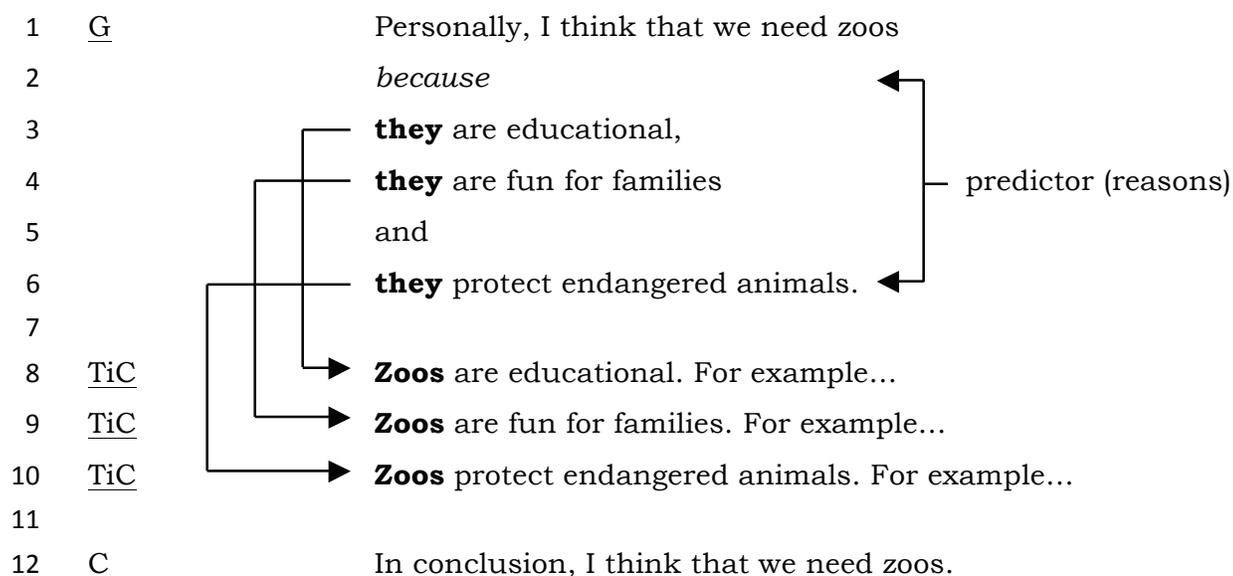 1 G Personally, I think that we need zoos
2 because
3 they are educational,
4 they are fun for families predictor (reasons)
5 and
6 they protect endangered animals.
7
8 TiC Zoos are educational. For example…
9 TiC Zoos are fun for families. For example…
10 TiC Zoos protect endangered animals. For example…
11
12 C In conclusion, I think that we need zoos.